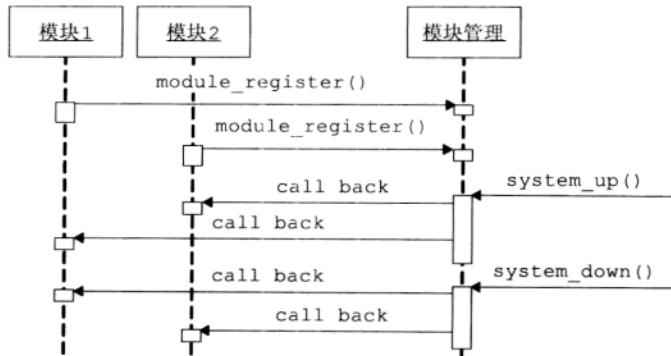 模块1
模块2
模块管理
module_register()
module_register()
call back
system_up()
call back
call back
system_down()
call back